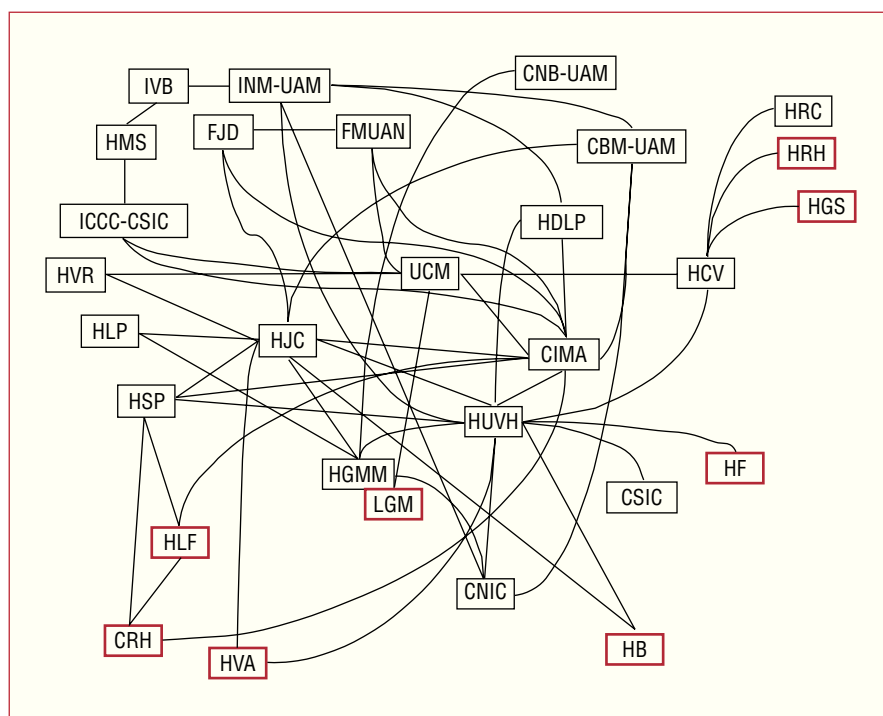 CNB-UAM
IVB
INM-UAM
HRC
FJD
FMUAN
HMS
CBM-UAM
HRH
HGS
ICCC-CSIC
HDLP
HVR
UCM
HCV
HLP
HJC
CIMA
HSP
HUVH
HF
HGMM
CSIC
LGM
HLF
CNIC
CRH
HVA
HB